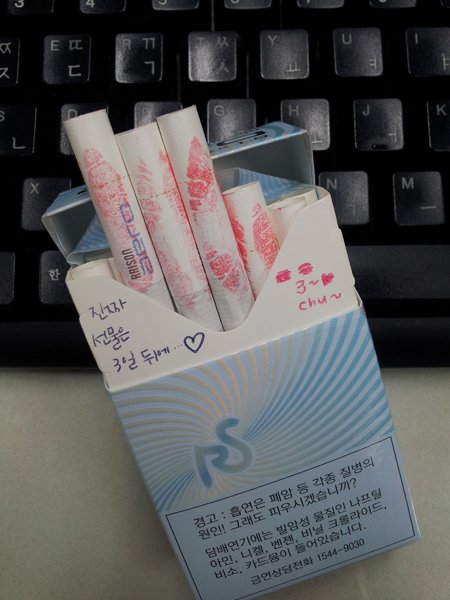 ㅉ
ㅈ
E
ㄸ
ㄷ
R
ㄲ
ㄱ
T
ㅆ
ㅅ
Y
ㅛ
U
ㅕ
I
ㅑ
S
ㄴ
D
F
G
H
J
K
X
N
M
한
aero
HARSOO
진짜
선물은
3일 뒤에...♡
3~♥
chu~
RS
경고 : 흡연은 폐암 등 각종 질병의
원인! 그래도 피우시겠습니까?
담배연기에는 발암성 물질인 나프틸
아민, 니켈, 벤젠, 비닐 크롤라이드,
비소, 카드뮴이 들어있습니다.
금연상담전화 1544-9030